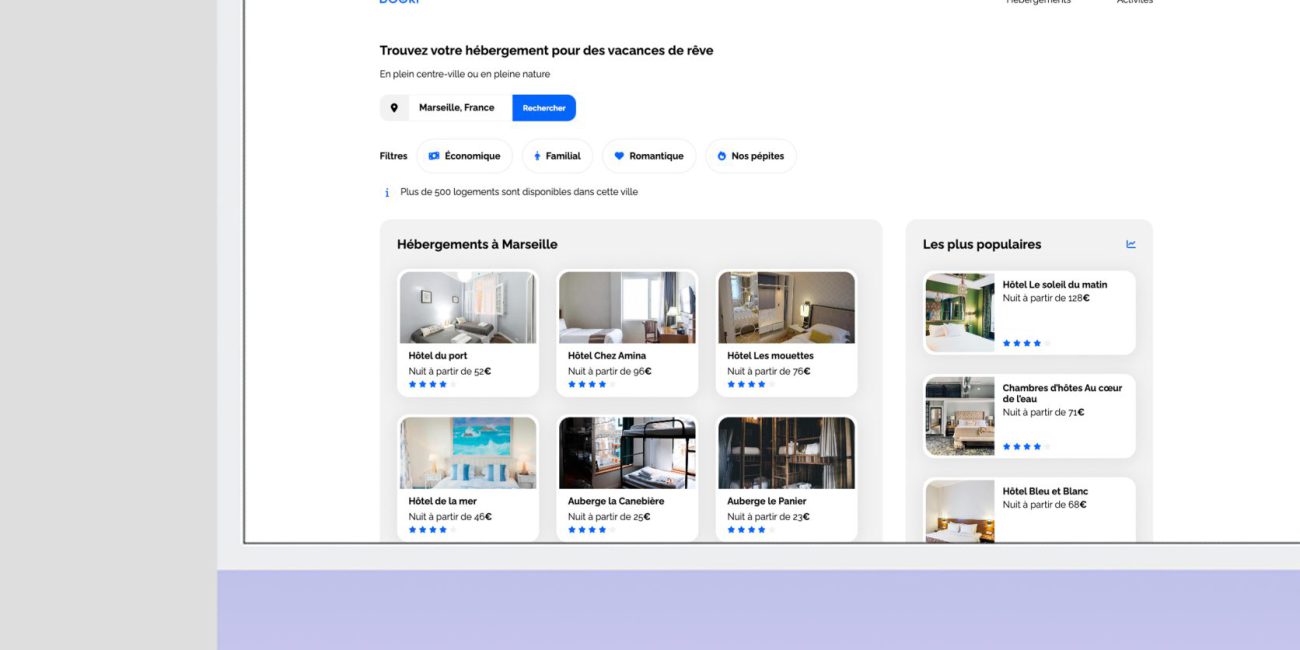 BOOKI
Hébergements Activités
Trouvez votre hébergement pour des vacances de rêve
En plein centre-ville ou en pleine nature
Marseille, France
Rechercher
Filtres
Économique
Familial
Romantique
Nos pépites
Plus de 500 logements sont disponibles dans cette ville
Hébergements à Marseille
Hôtel du port
Nuit à partir de 52€
Hôtel Chez Amina
Nuit à partir de 96€
Hôtel Les mouettes
Nuit à partir de 76€
Hôtel de la mer
Nuit à partir de 46€
Auberge la Canebière
Nuit à partir de 25€
Auberge le Panier
Nuit à partir de 23€
Les plus populaires
Hôtel Le soleil du matin
Nuit à partir de 128€
Chambres d'hôtes Au cœur
de l'eau
Nuit à partir de 71€
Hôtel Bleu et Blanc
Nuit à partir de 68€